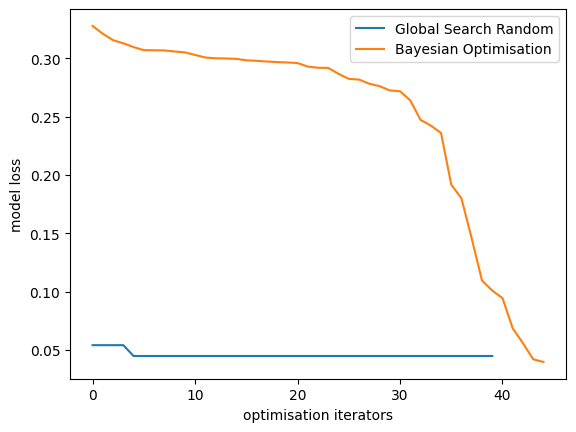 Global Search Random
Bayesian Optimisation
model loss
0.30
0.25
0.20
0.15
0.10
0.05
0
10
20
30
40
optimisation iterators